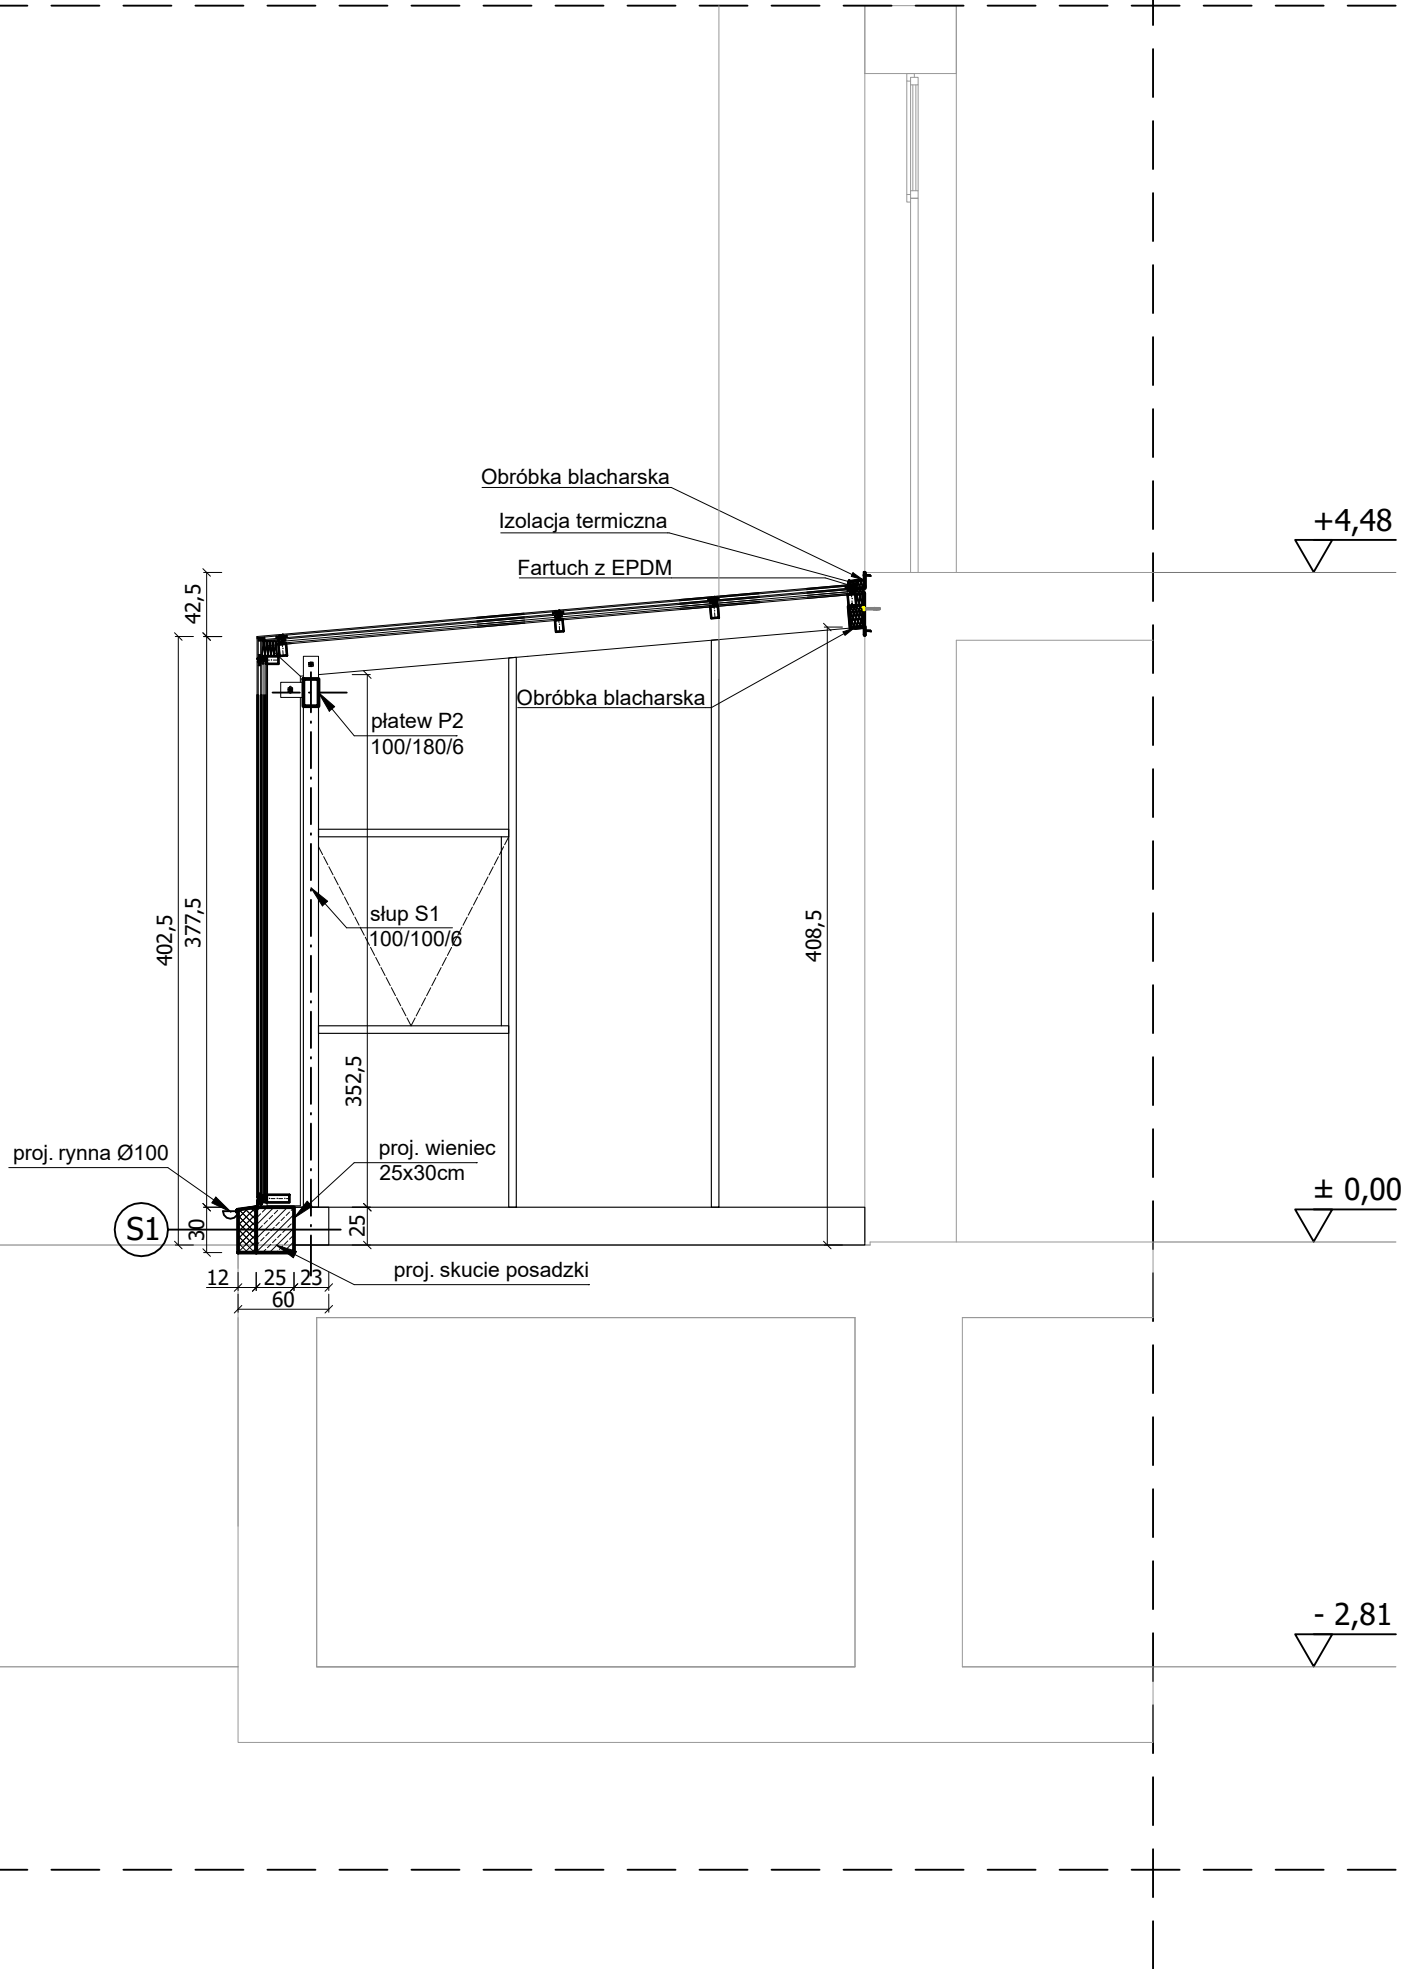 Obróbka blacharska
Izolacja termiczna
Fartuch z EPDM
+4,48
42,5
Obróbka blacharska
płatew P2
100/180/6
402,5
377,5
słup S1
100/100/6
408,5
352,5
proj. rynna Ø100
proj. wieniec
25x30cm
± 0,00
S1
30
25
proj. skucie posadzki
12
25
23
60
- 2,81